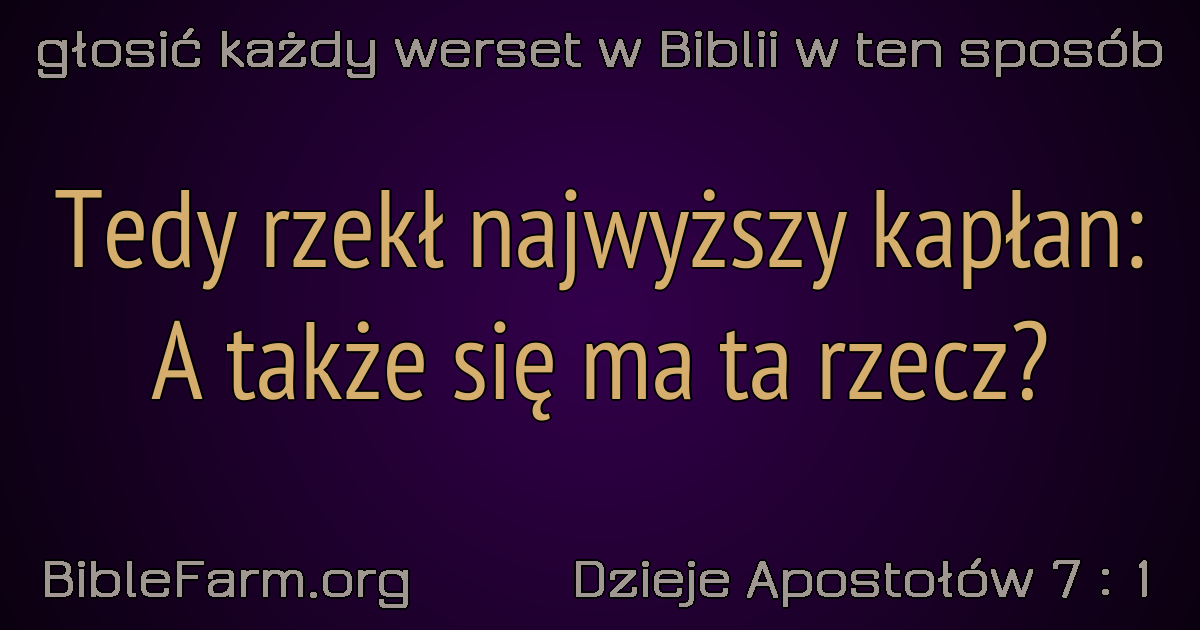 głosić każdy werset w Biblii w ten sposób
Tedy rzekł najwyższy kapłan:
A także się ma ta rzecz?
BibleFarm.org
Dzieje Apostołów 7 : 1